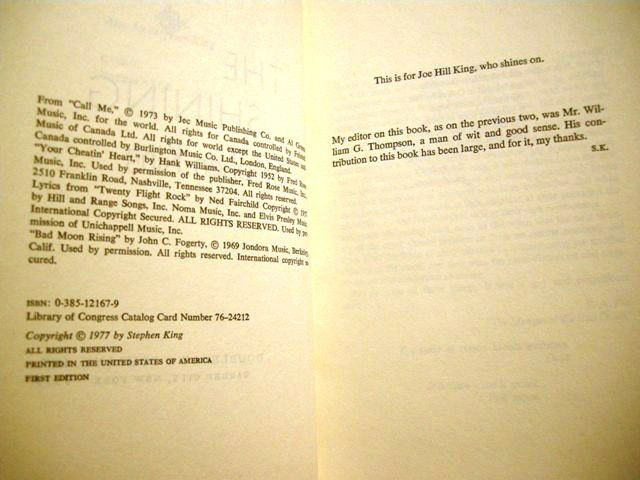 From "Call Me," © 1973 by Jec Music Publishing Co. and Al Green
Music, Inc. for the world. All rights for Canada controlled by
Music of Canada Ltd. All rights for world except the United States and
Canada controlled by Burlington Music Co. Ltd., London, England.
"Your Cheatin' Heart," by Hank Williams, Copyright 1952 by Fred Rose
Music, Inc. Used by permission of the publisher, Fred Rose Music, Inc.,
2510 Franklin Road, Nashville, Tennessee 37204. All rights reserved.
Lyrics from "Twenty Flight Rock" by Ned Fairchild Copyright ©
by Hill and Range Songs, Inc. Noma Music, Inc. and Elvis Presley Music
International Copyright Secured. ALL RIGHTS RESERVED. Used by per-
mission of Unichappell Music, Inc.
"Bad Moon Rising" by John C. Fogerty, © 1969 Jondora Music, Berkeley,
Calif. Used by permission. All rights reserved. International copyright se-
cured.
ISBN: 0-385-12167-9
Library of Congress Catalog Card Number 76-24212
Copyright © 1977 by Stephen King
ALL RIGHTS RESERVED
PRINTED IN THE UNITED STATES OF AMERICA
FIRST EDITION
This is for Joe Hill King, who shines on.
My editor on this book, as on the previous two, was Mr. Wil-
liam G. Thompson, a man of wit and good sense. His con-
tribution to this book has been large, and for it, my thanks.
S.K.